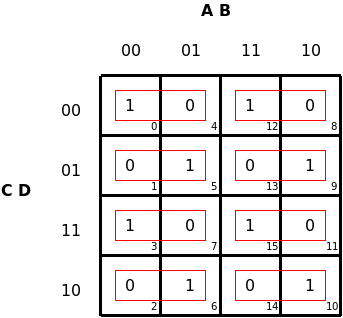 A B
00 01 11 10
00 1 0 1 0
0 4 12 8
01 0 1 0 1
1 5 13 9
C D
11 1 0 1 0
3 7 15 11
10 0 1 0 1
2 6 14 10